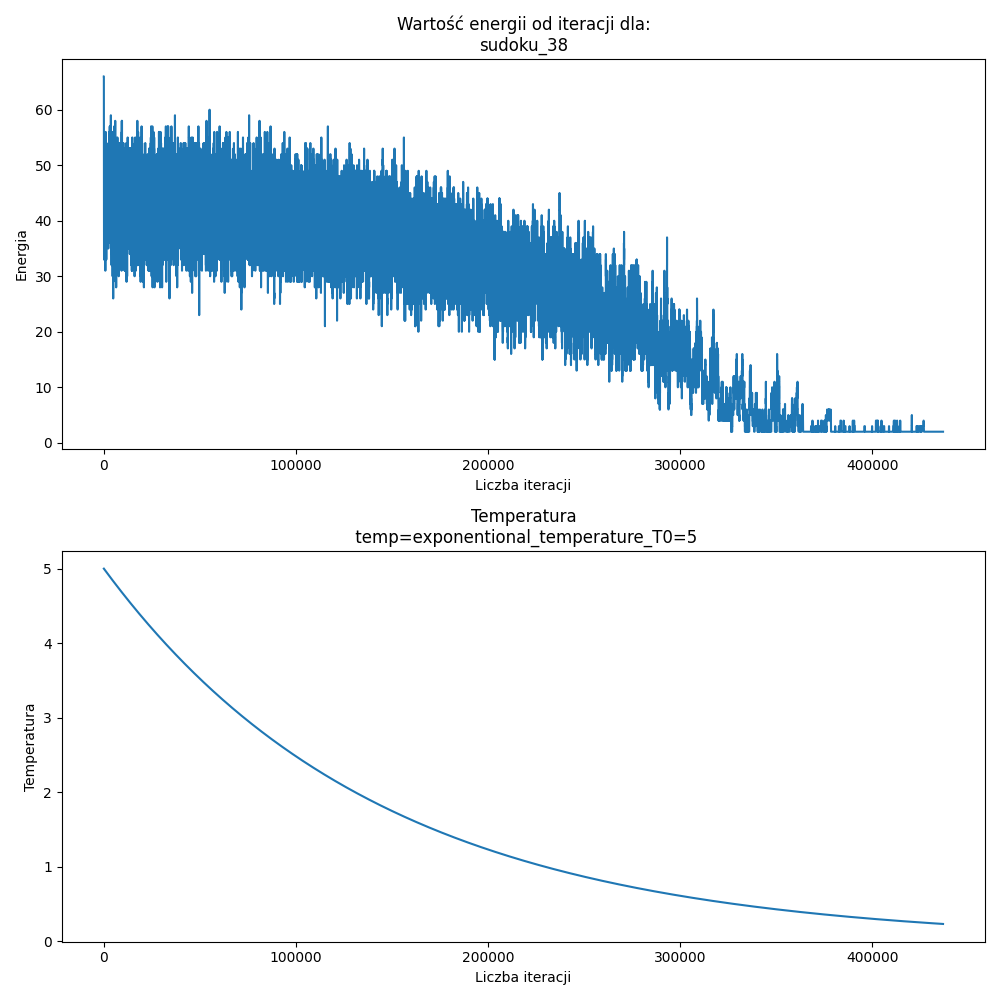 Wartość energii od iteracji dla:
sudoku_38
60
50
40
30
20
10
0
Energia
0 100000 200000 300000 400000
Liczba iteracji
Temperatura
temp=exponentional_temperature_T0=5
5
4
3
2
1
0
Temperatura
0 100000 200000 300000 400000
Liczba iteracji